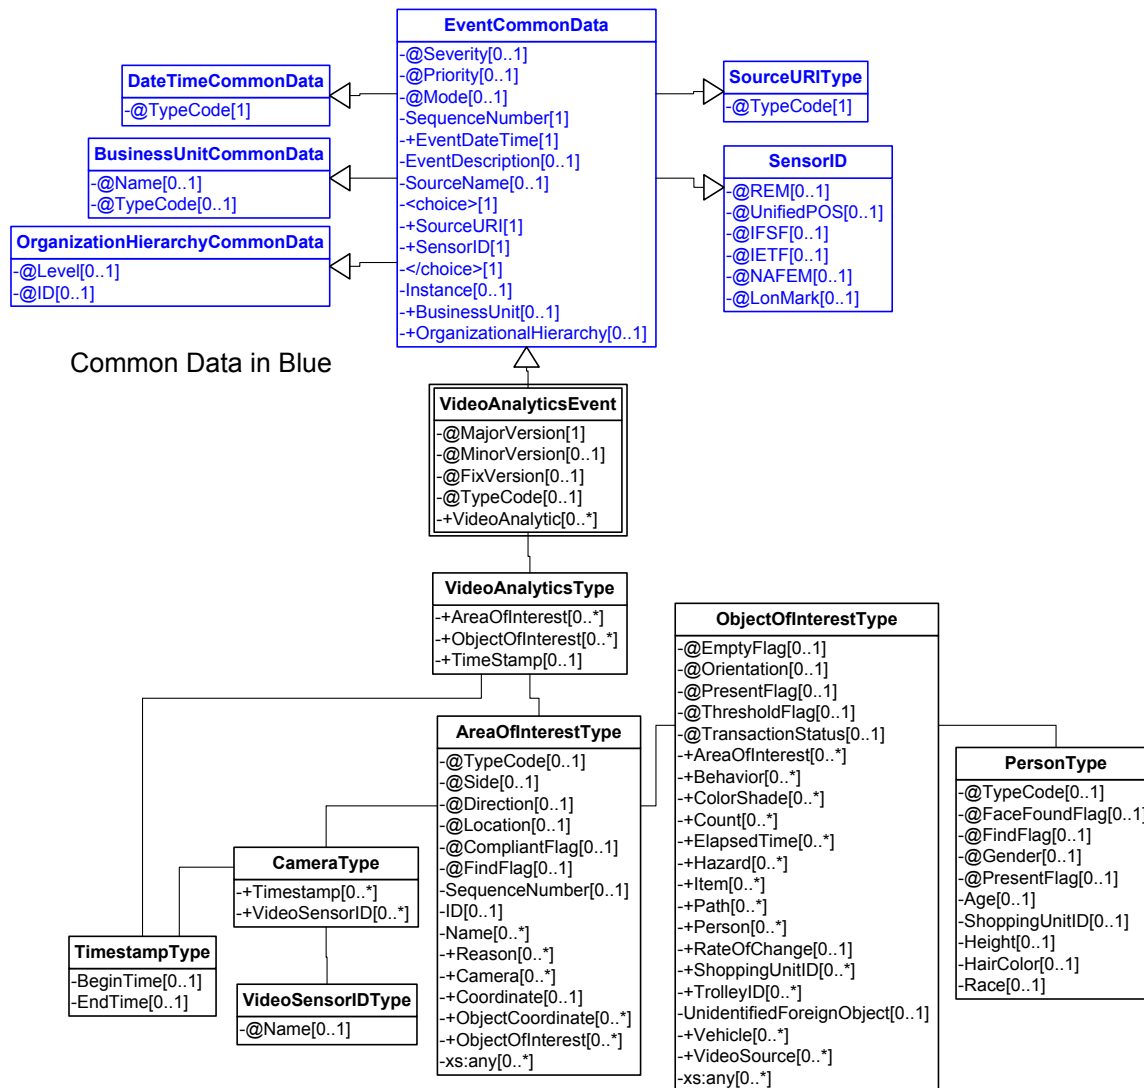 EventCommonData
-@Severity[0..1]
-@Priority[0..1]
-@Mode[0..1]
-SequenceNumber[1]
-+EventDateTime[1]
-EventDescription[0..1]
-SourceName[0..1]
-<choice>[1]
-+SourceURI[1]
-+SensorID[1]
-</choice>[1]
-Instance[0..1]
-+BusinessUnit[0..1]
-+OrganizationalHierarchy[0..1]
DateTimeCommonData
-@TypeCode[1]
BusinessUnitCommonData
-@Name[0..1]
-@TypeCode[0..1]
OrganizationHierarchyCommonData
-@Level[0..1]
-@ID[0..1]
SourceURIType
-@TypeCode[1]
SensorID
-@REM[0..1]
-@UnifiedPOS[0..1]
-@IFSF[0..1]
-@IETF[0..1]
-@NAFEM[0..1]
-@LonMark[0..1]
Common Data in Blue
VideoAnalyticsEvent
-@MajorVersion[1]
-@MinorVersion[0..1]
-@FixVersion[0..1]
-@TypeCode[0..1]
-+VideoAnalytic[0..*]
VideoAnalyticsType
-+AreaOfInterest[0..*]
-+ObjectOfInterest[0..*]
-+TimeStamp[0..1]
ObjectOfInterestType
-@EmptyFlag[0..1]
-@Orientation[0..1]
-@PresentFlag[0..1]
-@ThresholdFlag[0..1]
-@TransactionStatus[0..1]
-+AreaOfInterest[0..*]
-+Behavior[0..*]
-+ColorShade[0..*]
-+Count[0..*]
-+ElapsedTime[0..*]
-+Hazard[0..*]
-+Item[0..*]
-+Path[0..*]
-+Person[0..*]
-+RateOfChange[0..1]
-+ShoppingUnitID[0..*]
-+TrolleyID[0..*]
-UnidentifiedForeignObject[0..1]
-+Vehicle[0..*]
-+VideoSource[0..*]
-xs:any[0..*]
AreaOfInterestType
-@TypeCode[0..1]
-@Side[0..1]
-@Direction[0..1]
-@Location[0..1]
-@CompliantFlag[0..1]
-@FindFlag[0..1]
-SequenceNumber[0..1]
-ID[0..1]
-Name[0..*]
-+Reason[0..*]
-+Camera[0..*]
-+Coordinate[0..1]
-+ObjectCoordinate[0..*]
-+ObjectOfInterest[0..*]
-xs:any[0..*]
PersonType
-@TypeCode[0..1]
-@FaceFoundFlag[0..1]
-@FindFlag[0..1]
-@Gender[0..1]
-@PresentFlag[0..1]
-Age[0..1]
-ShoppingUnitID[0..1]
-Height[0..1]
-HairColor[0..1]
-Race[0..1]
CameraType
-+Timestamp[0..*]
-+VideoSensorID[0..*]
TimestampType
-BeginTime[0..1]
-EndTime[0..1]
VideoSensorIDType
-@Name[0..1]